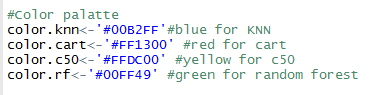 #Color palatte
color.knn<-'#00B2FF'#blue for KNN
color.cart<-'#FF1300' #red for cart
color.c50<-'#FFDC00' #yellow for c50
color.rf<-'#00FF49' #green for random forest